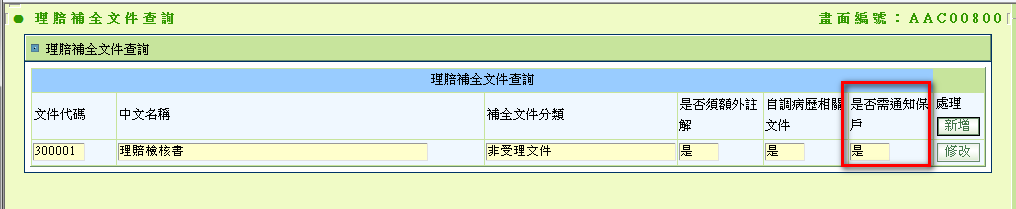 理賠補全文件查詢 畫面編號：AAC00800
理賠補全文件查詢
理賠補全文件查詢
文件代碼 中文名稱 補全文件分類 是否須額外註解 自調病歷相關文件 是否需通知保戶 處理
新增
300001 理賠檢核書 非受理文件 是 是 是 修改